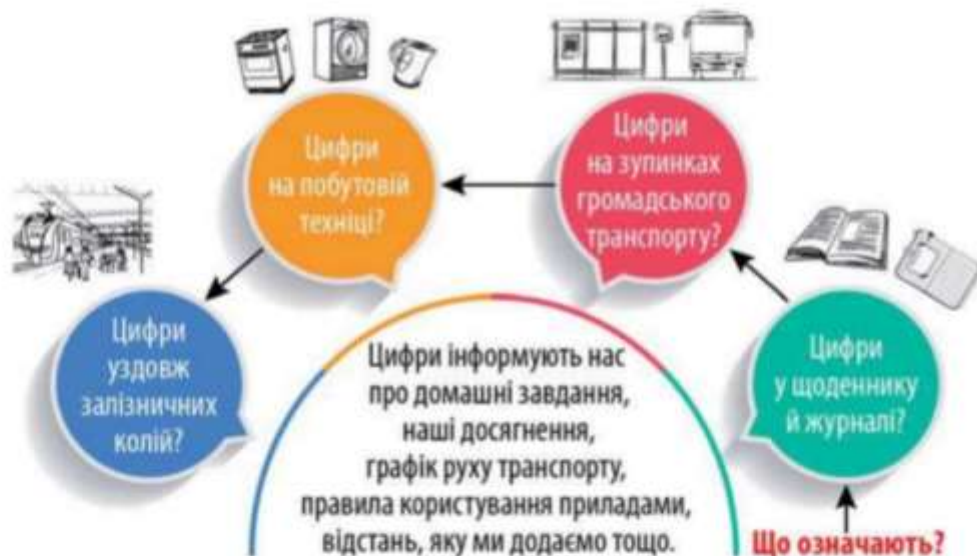 Цифри
на зупинках
громадського
транспорту?
Цифри
на побутовій
техніці?
Цифри
уздовж
залізничних
колій?
Цифри
у щоденнику
й журналі?
Цифри інформують нас
про домашні завдання,
наші досягнення,
графік руху транспорту,
правила користування приладами,
відстань, яку ми додаємо тощо.
Що означають?